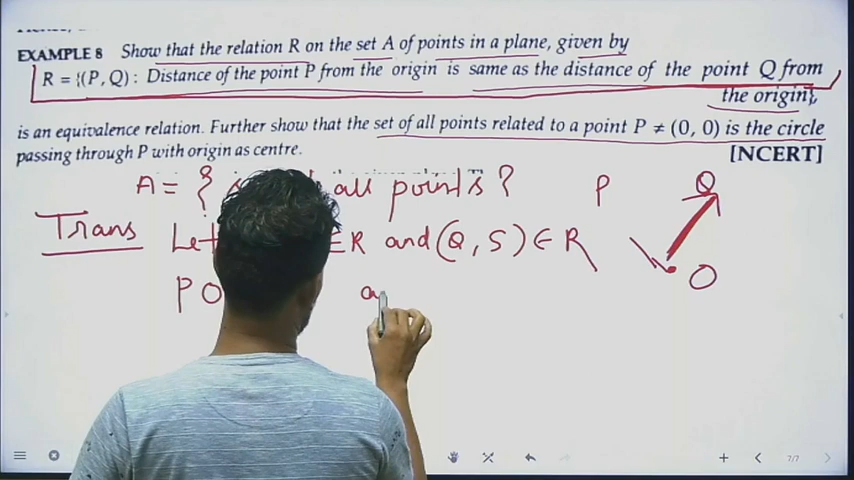 EXAMPLE 8 Show that the relation R on the set A of points in a plane, given by
R = {(P, Q) : Distance of the point P from the origin is same as the distance of the point Q from
the origin},
is an equivalence relation. Further show that the set of all points related to a point P ≠ (0, 0) is the circle
passing through P with origin as centre. [NCERT]
A = { all points } P Q
Trans Let ∈ R and (Q, S) ∈ R
PO a O
7/7